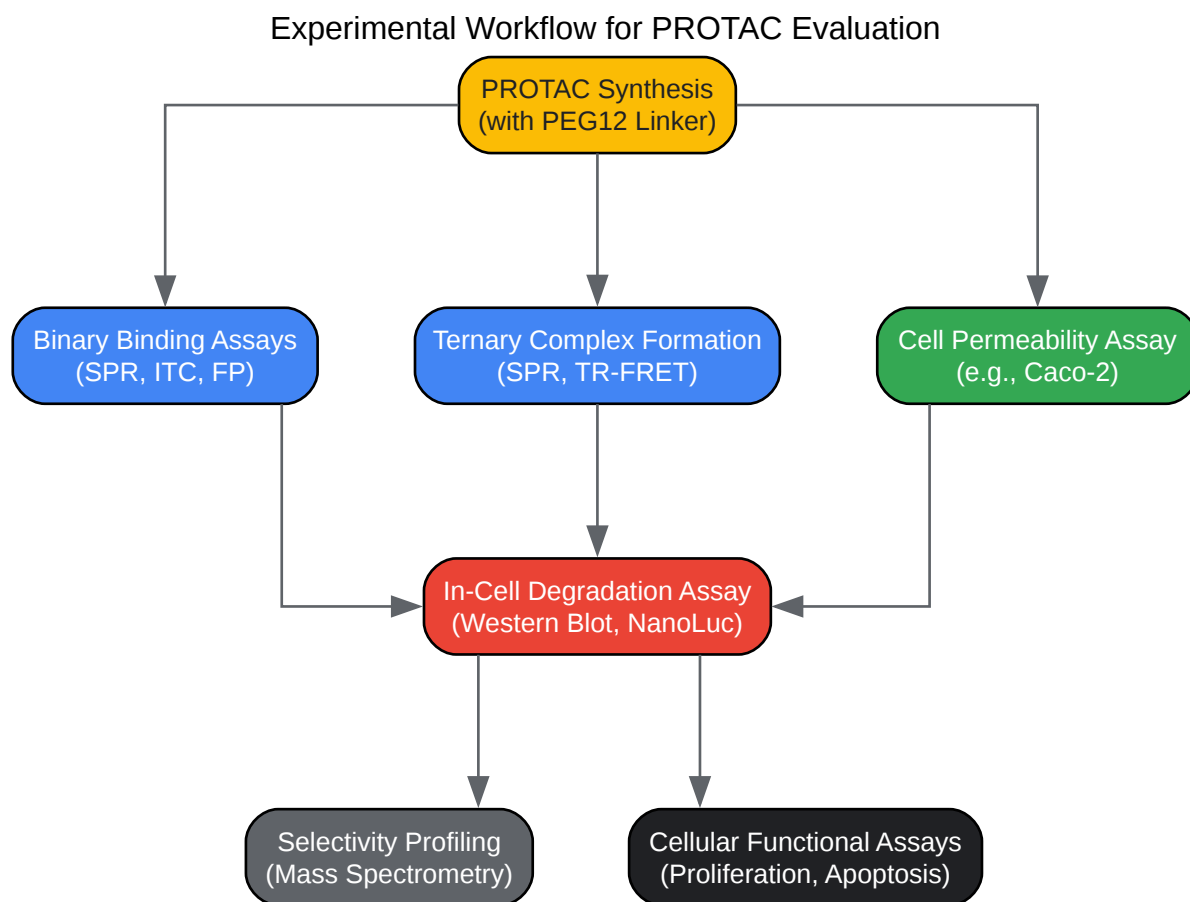 Experimental Workflow for PROTAC Evaluation
PROTAC Synthesis
(with PEG12 Linker)
Binary Binding Assays
(SPR, ITC, FP)
Ternary Complex Formation
(SPR, TR-FRET)
Cell Permeability Assay
(e.g., Caco-2)
In-Cell Degradation Assay
(Western Blot, NanoLuc)
Selectivity Profiling
(Mass Spectrometry)
Cellular Functional Assays
(Proliferation, Apoptosis)